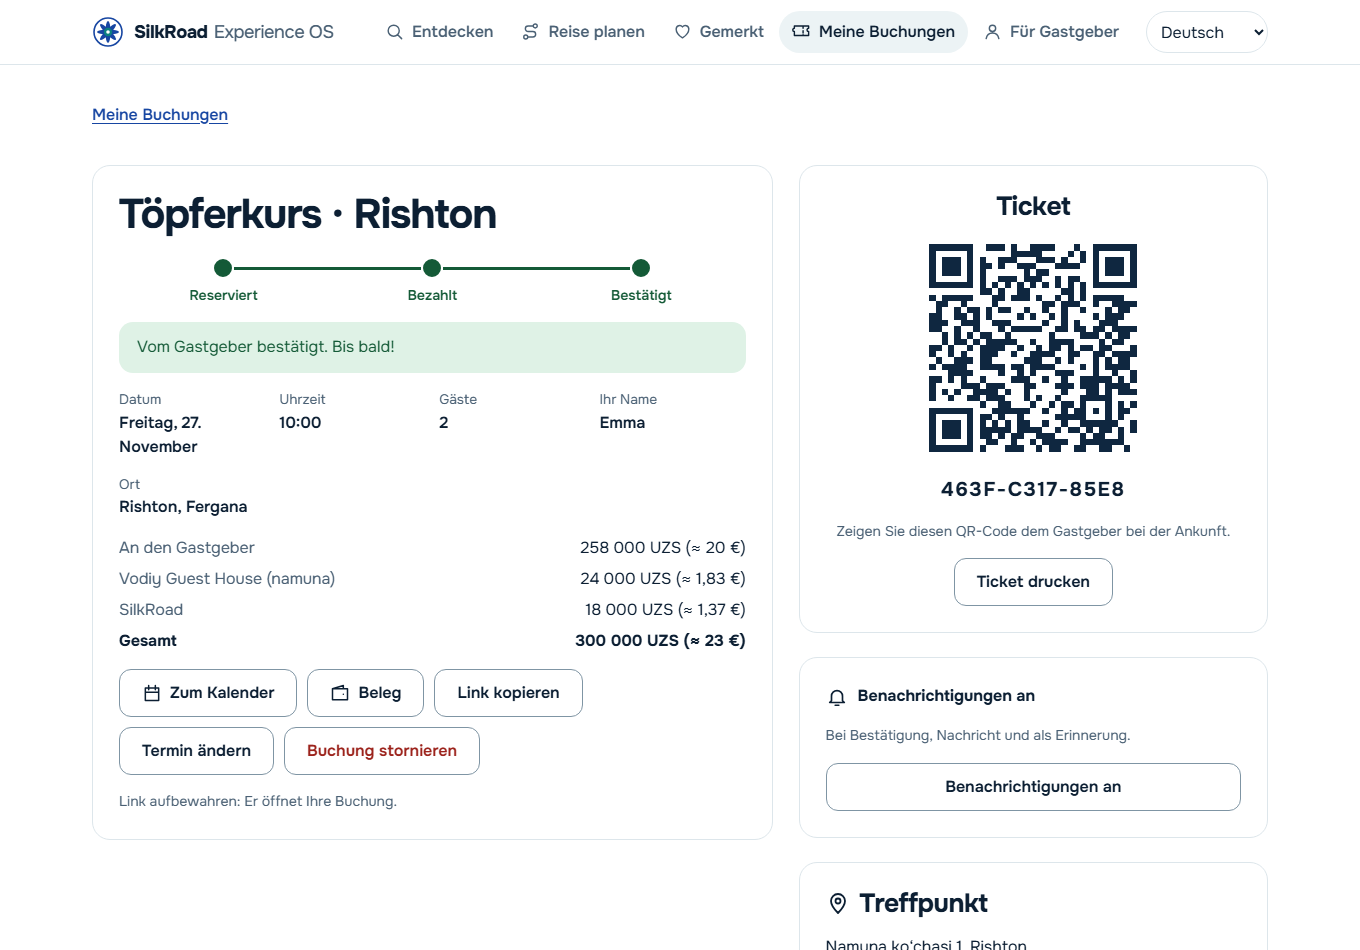 SilkRoad Experience OS
Entdecken
Reise planen
Gemerkt
Meine Buchungen
Für Gastgeber
Deutsch
Meine Buchungen
Töpferkurs · Rishton
Reserviert
Bezahlt
Bestätigt
Vom Gastgeber bestätigt. Bis bald!
Datum
Freitag, 27.
November
Uhrzeit
10:00
Gäste
2
Ihr Name
Emma
Ort
Rishton, Fergana
An den Gastgeber 258 000 UZS (≈ 20 €)
Vodiy Guest House (namuna) 24 000 UZS (≈ 1,83 €)
SilkRoad 18 000 UZS (≈ 1,37 €)
Gesamt 300 000 UZS (≈ 23 €)
Zum Kalender
Beleg
Link kopieren
Termin ändern
Buchung stornieren
Link aufbewahren: Er öffnet Ihre Buchung.
Ticket
463F-C317-85E8
Zeigen Sie diesen QR-Code dem Gastgeber bei der Ankunft.
Ticket drucken
Benachrichtigungen an
Bei Bestätigung, Nachricht und als Erinnerung.
Benachrichtigungen an
Treffpunkt
Namuna koʻchasi 1, Rishton